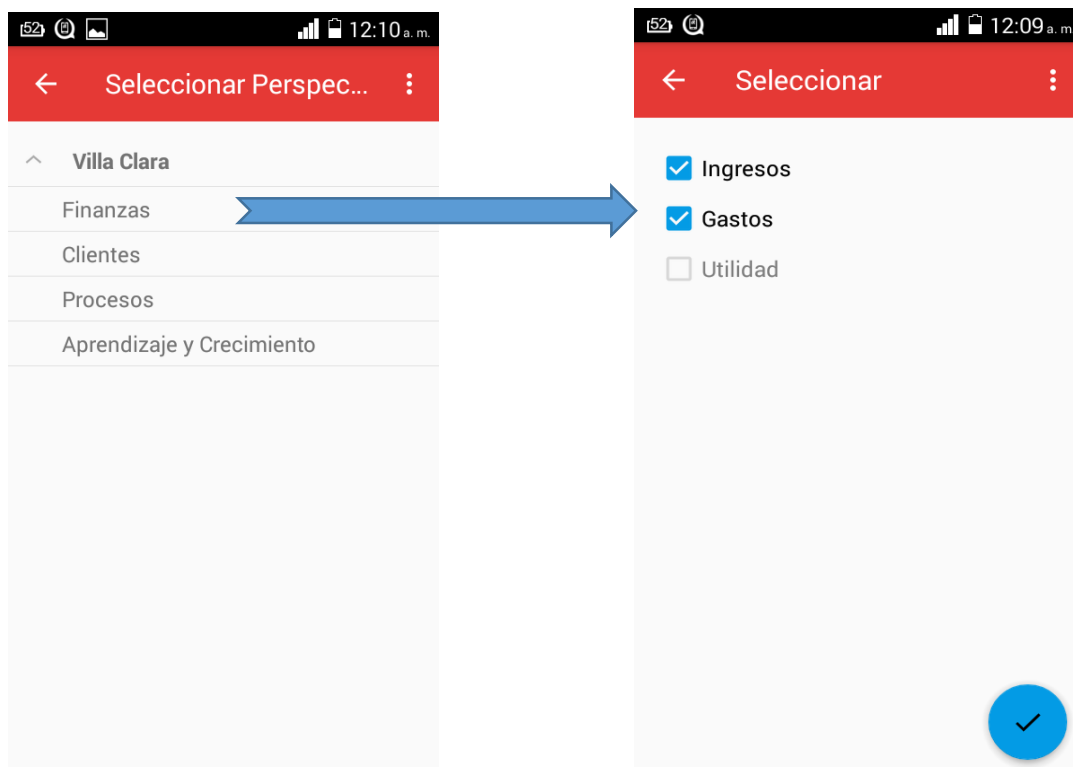 52 12:10 a. m.
Seleccionar Perspec...
Villa Clara
Finanzas
Clientes
Procesos
Aprendizaje y Crecimiento
52 12:09 a. m
Seleccionar
Ingresos
Gastos
Utilidad